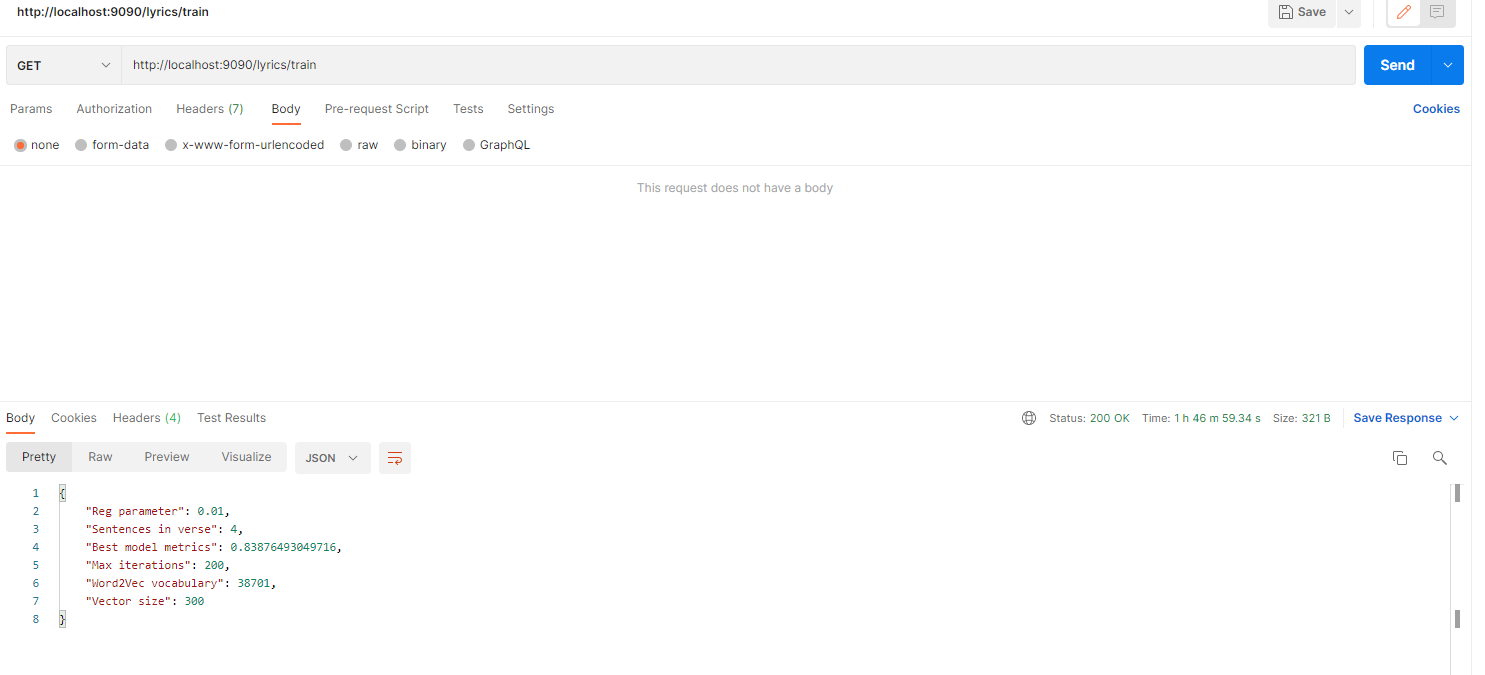 http://localhost:9090/lyrics/train Save
GET http://localhost:9090/lyrics/train Send
Params Authorization Headers (7) Body Pre-request Script Tests Settings Cookies
none form-data x-www-form-urlencoded raw binary GraphQL
This request does not have a body
Body Cookies Headers (4) Test Results Status: 200 OK Time: 1 h 46 m 59.34 s Size: 321 B Save Response
Pretty Raw Preview Visualize JSON
1 {
2 "Reg parameter": 0.01,
3 "Sentences in verse": 4,
4 "Best model metrics": 0.83876493049716,
5 "Max iterations": 200,
6 "Word2Vec vocabulary": 38701,
7 "Vector size": 300
8 }